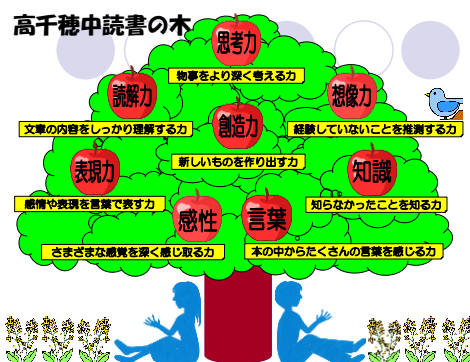 高千穂中読書の木
思考力
物事をより深く考える力
読解力
文章の内容をしっかり理解する力
創造力
新しいものを作り出す力
想像力
経験していないことを推測する力
表現力
感情や表現を言葉で表す力
知識
知らなかったことを知る力
感性
さまざまな感覚を深く感じ取る力
言葉
本の中からたくさんの言葉を感じる力